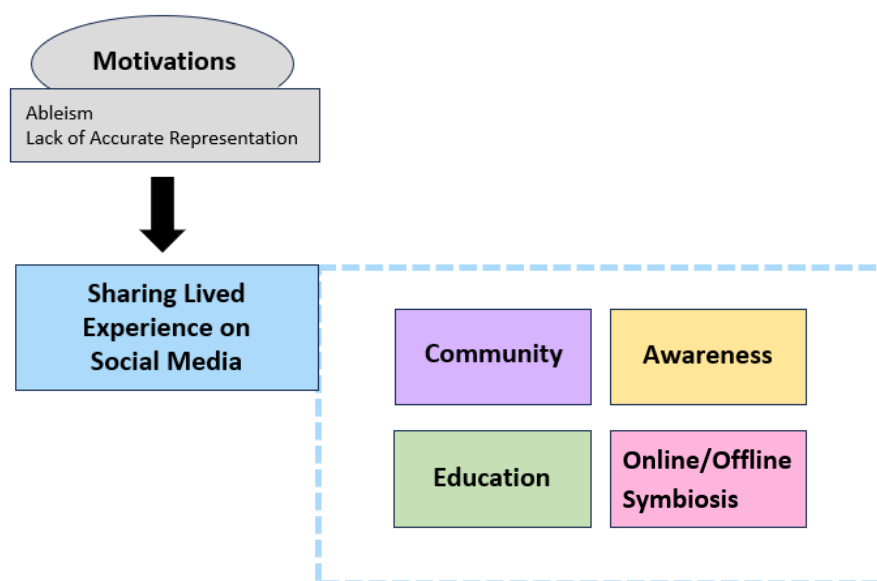 Motivations
Ableism
Lack of Accurate Representation
Sharing Lived
Experience on
Social Media
Community
Awareness
Education
Online/Offline
Symbiosis